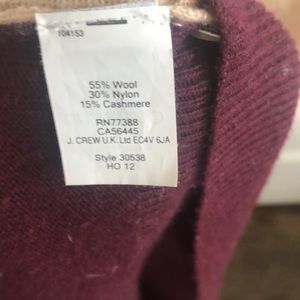 104153
55% Wool
30% Nylon
15% Cashmere
RN77388
CA56445
J. CREW U.K. Ltd EC4V 6JA
Style 30538
HO 12